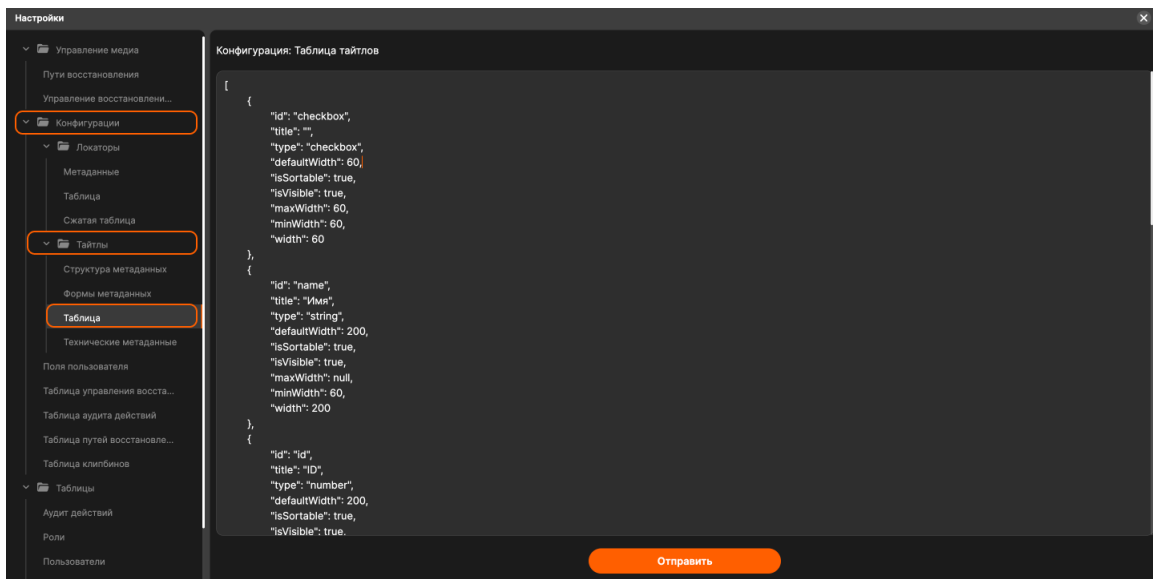 Настройки
Управление медиа
Пути восстановления
Управление восстановлени...
Конфигурации
Локаторы
Метаданные
Таблица
Сжатая таблица
Тайтлы
Структура метаданных
Формы метаданных
Таблица
Технические метаданные
Поля пользователя
Таблица управления восста...
Таблица аудита действий
Таблица путей восстановле...
Таблица клипбинов
Таблицы
Аудит действий
Роли
Пользователи
Конфигурация: Таблица тайтлов
[
{
"id": "checkbox",
"title": "",
"type": "checkbox",
"defaultWidth": 60,
"isSortable": true,
"isVisible": true,
"maxWidth": 60,
"minWidth": 60,
"width": 60
},
{
"id": "name",
"title": "Имя",
"type": "string",
"defaultWidth": 200,
"isSortable": true,
"isVisible": true,
"maxWidth": null,
"minWidth": 60,
"width": 200
},
{
"id": "id",
"title": "ID",
"type": "number",
"defaultWidth": 200,
"isSortable": true,
"isVisible": true,
Отправить